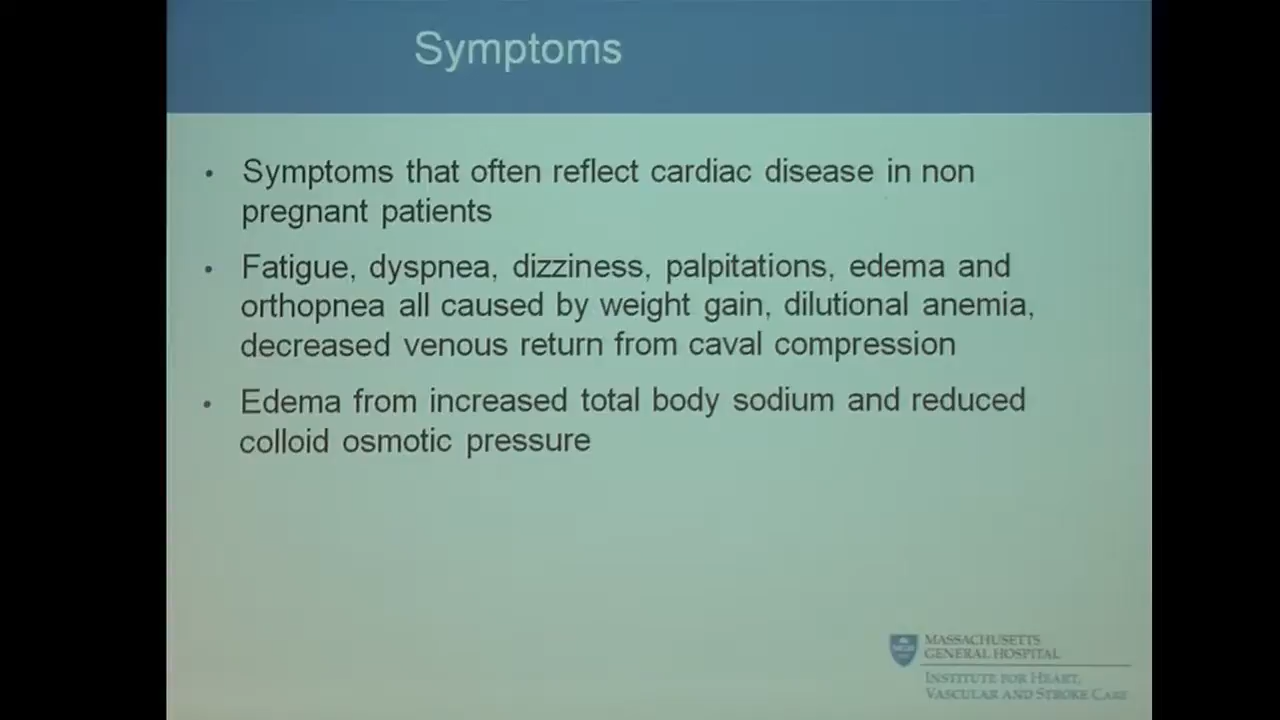 Symptoms
• Symptoms that often reflect cardiac disease in non
pregnant patients
• Fatigue, dyspnea, dizziness, palpitations, edema and
orthopnea all caused by weight gain, dilutional anemia,
decreased venous return from caval compression
• Edema from increased total body sodium and reduced
colloid osmotic pressure
MASSACHUSETTS
GENERAL HOSPITAL
INSTITUTE FOR HEART,
VASCULAR AND STROKE CARE